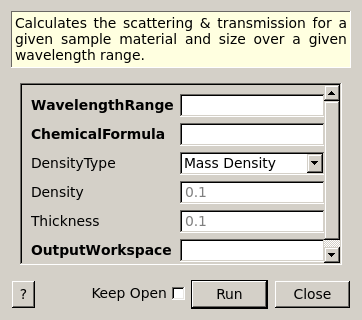 Calculates the scattering & transmission for a
given sample material and size over a given
wavelength range.
WavelengthRange
ChemicalFormula
DensityType Mass Density
Density 0.1
Thickness 0.1
OutputWorkspace
? Keep Open Run Close